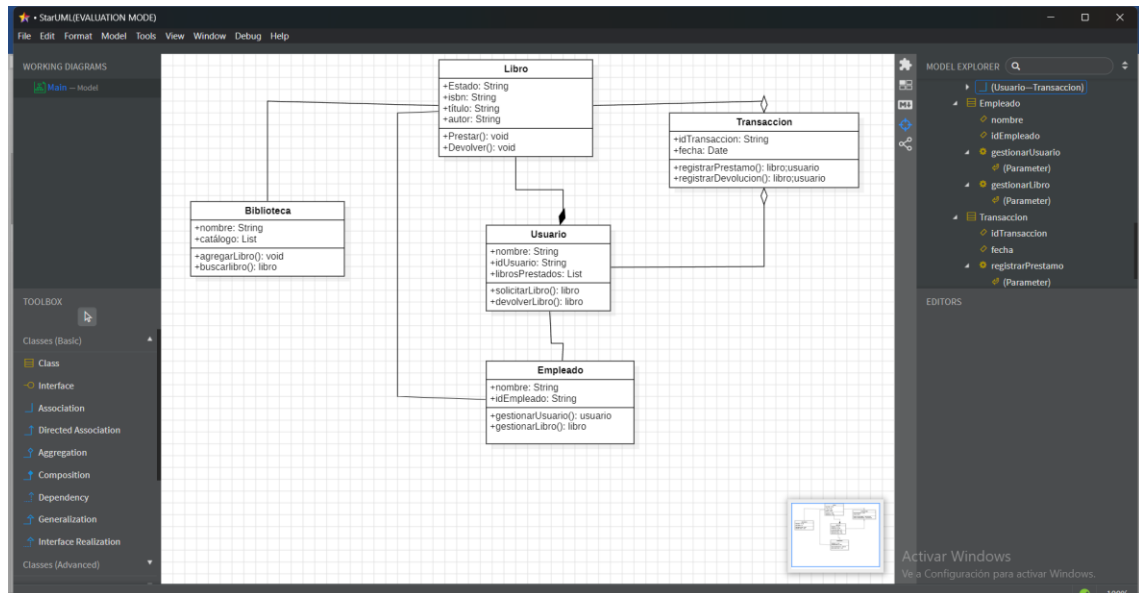 • StarUML(EVALUATION MODE)
File Edit Format Model Tools View Window Debug Help
WORKING DIAGRAMS
Main — Model
TOOLBOX
Classes (Basic)
Class
Interface
Association
Directed Association
Aggregation
Composition
Dependency
Generalization
Interface Realization
Classes (Advanced)
Libro
+Estado: String
+isbn: String
+título: String
+autor: String
+Prestar(): void
+Devolver(): void
Transaccion
+idTransaccion: String
+fecha: Date
+registrarPrestamo(): libro;usuario
+registrarDevolucion(): libro;usuario
Biblioteca
+nombre: String
+catálogo: List
+agregarLibro(): void
+buscarlibro(): libro
Usuario
+nombre: String
+idUsuario: String
+librosPrestados: List
+solicitarLibro(): libro
+devolverLibro(): libro
Empleado
+nombre: String
+idEmpleado: String
+gestionarUsuario(): usuario
+gestionarLibro(): libro
MODEL EXPLORER
(Usuario—Transaccion)
Empleado
nombre
idEmpleado
gestionarUsuario
(Parameter)
gestionarLibro
(Parameter)
Transaccion
idTransaccion
fecha
registrarPrestamo
(Parameter)
EDITORS
Activar Windows
Ve a Configuración para activar Windows.
100%